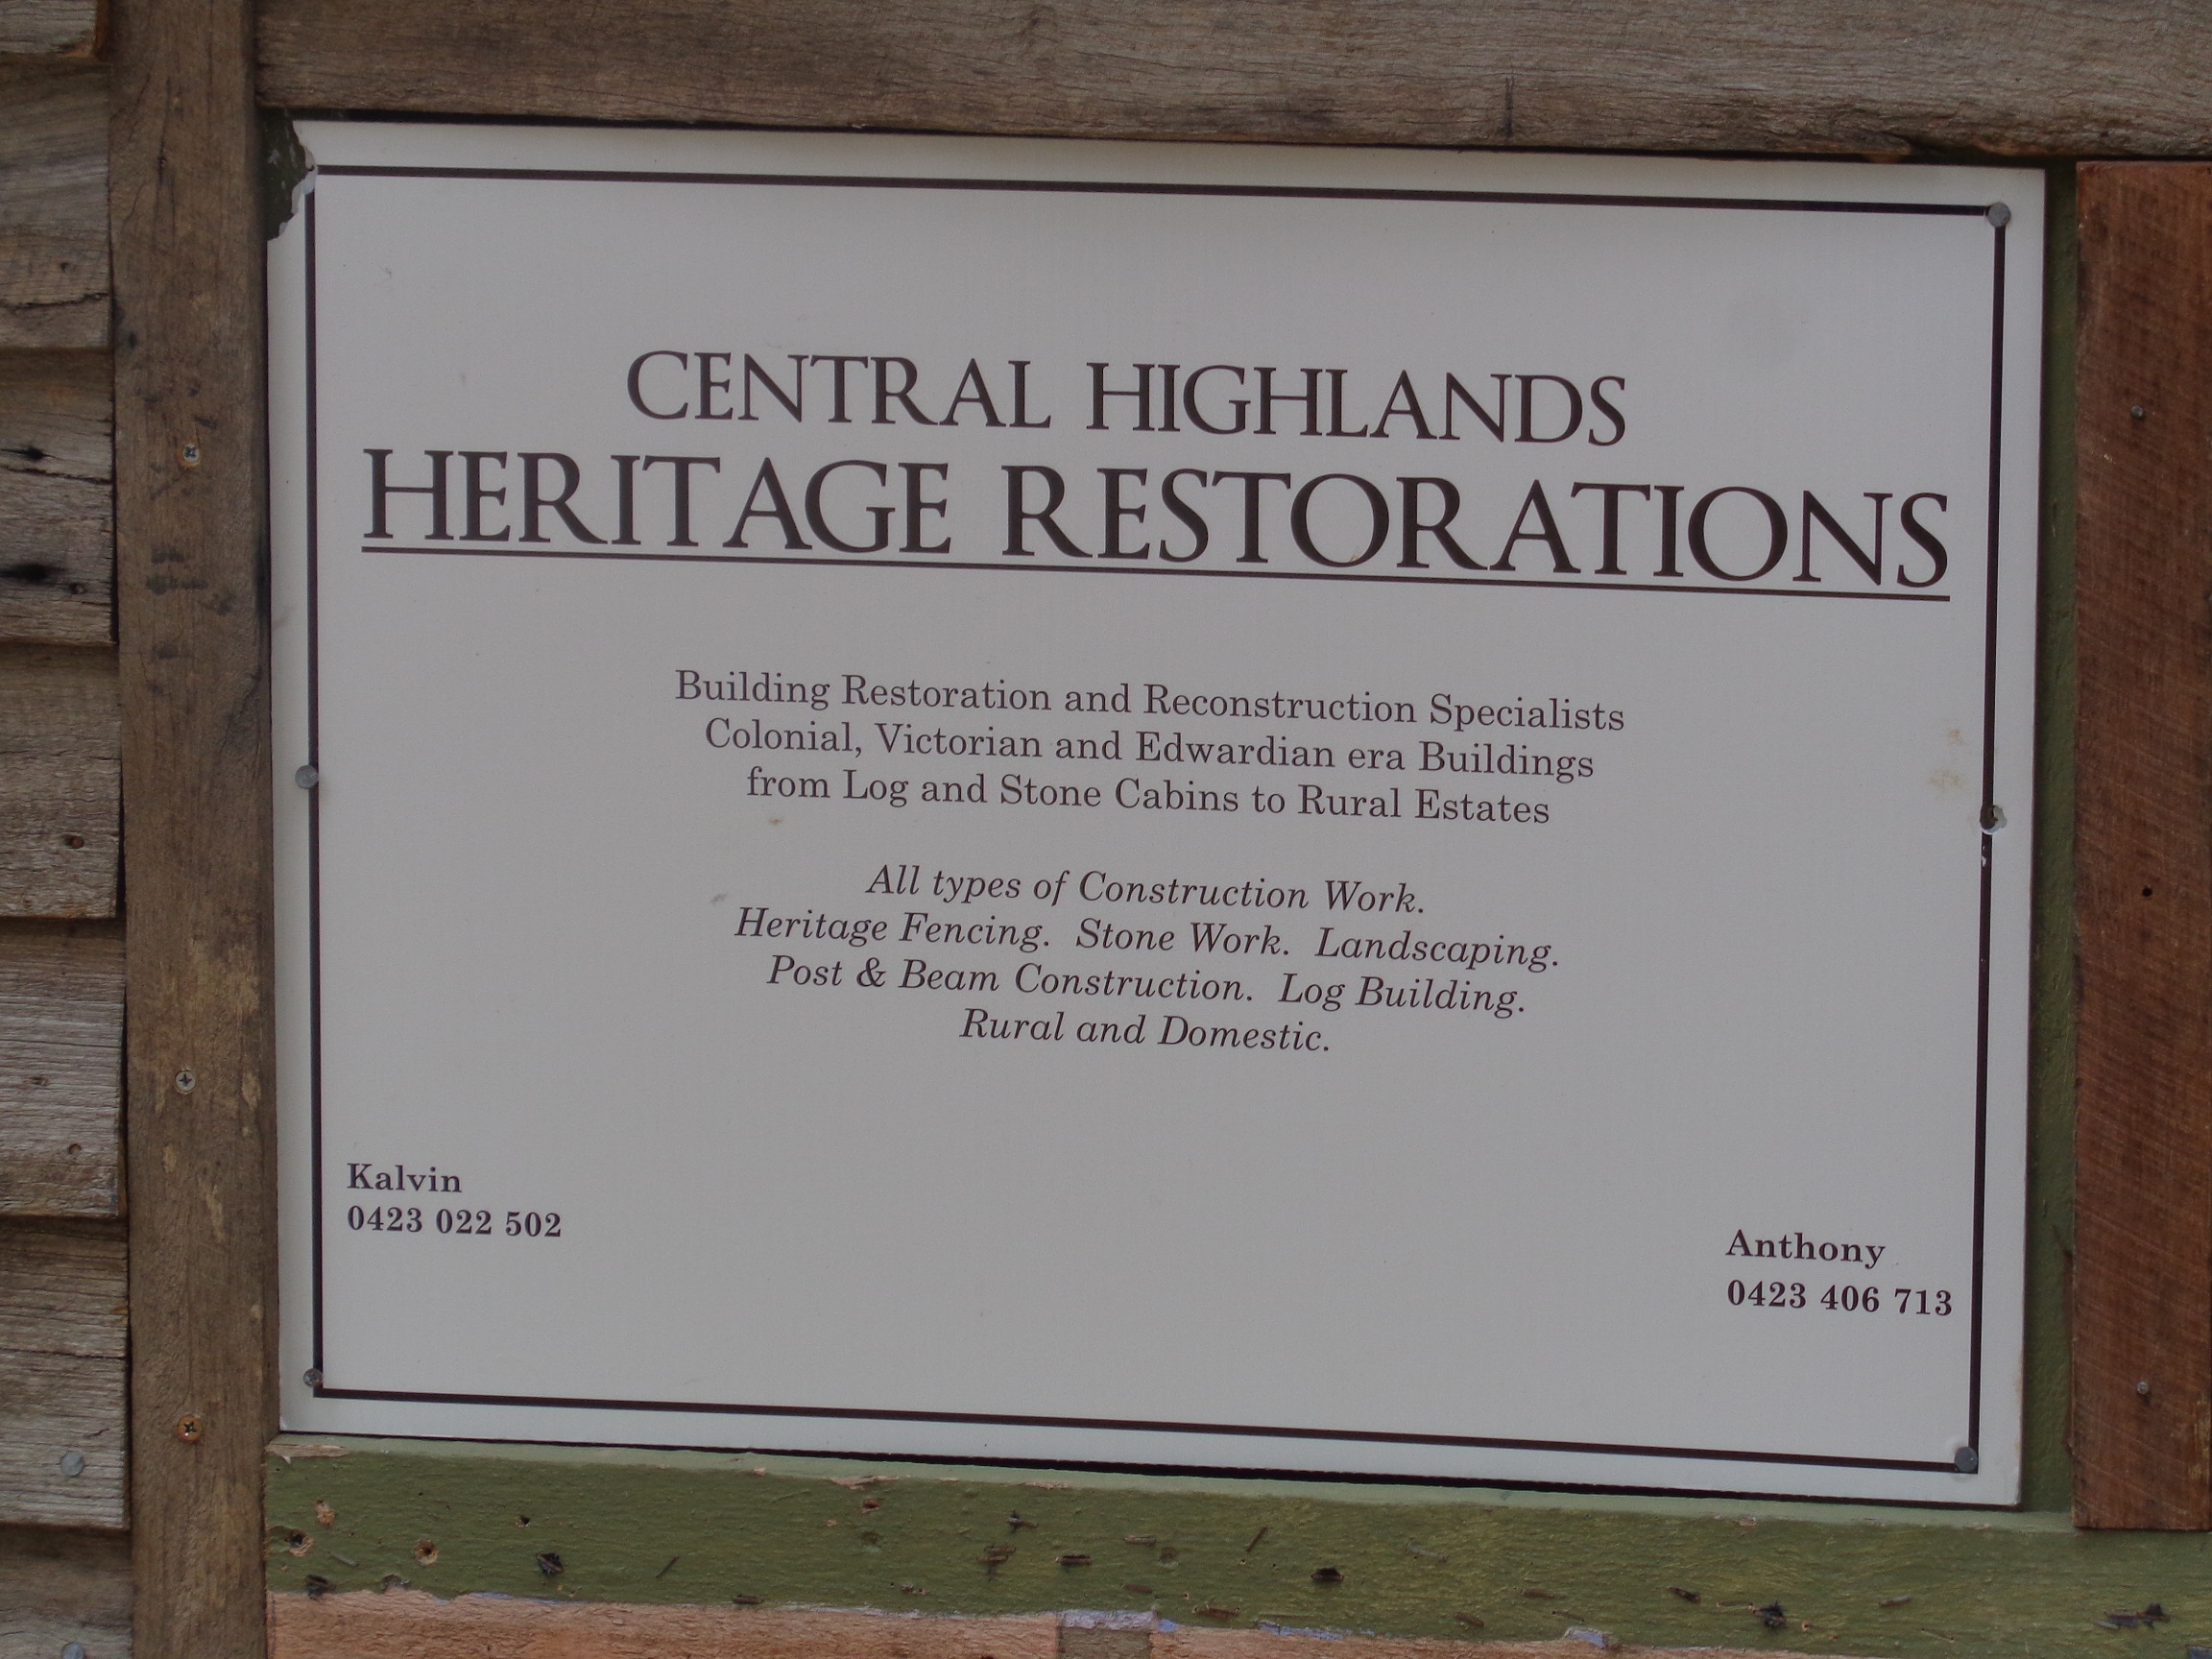 CENTRAL HIGHLANDS
HERITAGE RESTORATIONS
Building Restoration and Reconstruction Specialists
Colonial, Victorian and Edwardian era Buildings
from Log and Stone Cabins to Rural Estates
All types of Construction Work.
Heritage Fencing. Stone Work. Landscaping.
Post & Beam Construction. Log Building.
Rural and Domestic.
Kalvin
0423 022 502
Anthony
0423 406 713